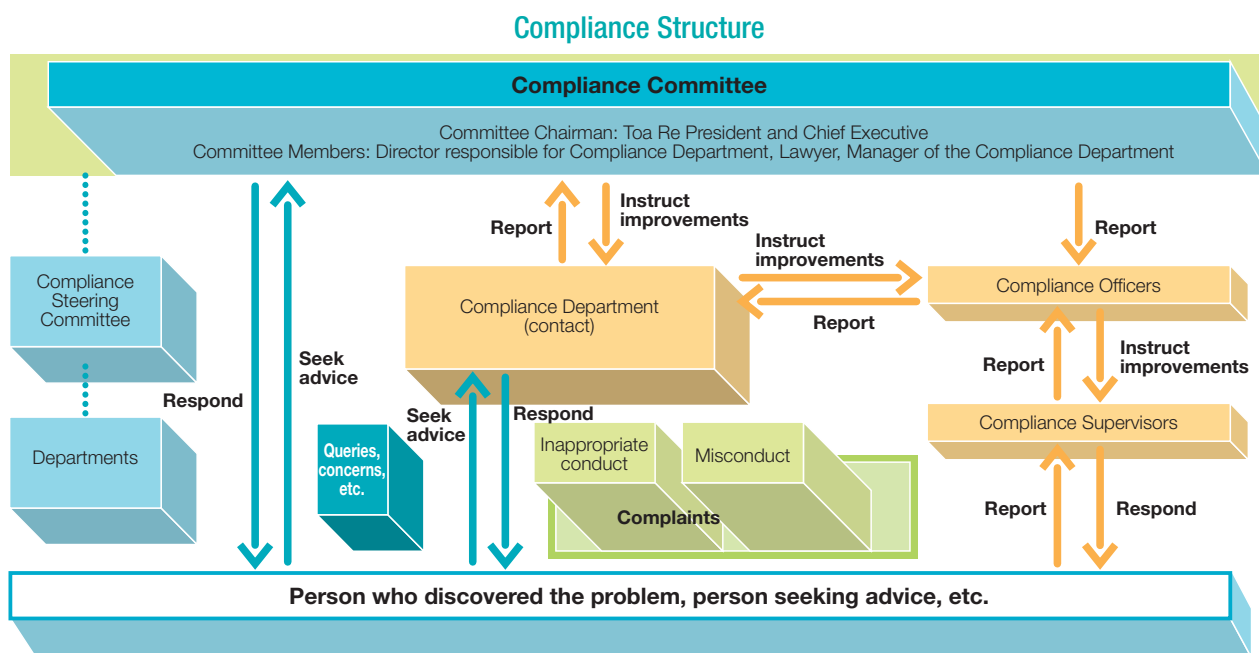 Compliance Structure
Compliance Committee
Committee Chairman: Toa Re President and Chief Executive
Committee Members: Director responsible for Compliance Department, Lawyer, Manager of the Compliance Department
Report
Instruct
improvements
Report
Instruct
improvements
Compliance
Steering
Committee
Compliance Department
(contact)
Compliance Officers
Report
Seek
advice
Respond
Report
Instruct
improvements
Seek
advice
Respond
Departments
Queries,
concerns,
etc.
Inappropriate
conduct
Misconduct
Compliance Supervisors
Complaints
Report
Respond
Person who discovered the problem, person seeking advice, etc.